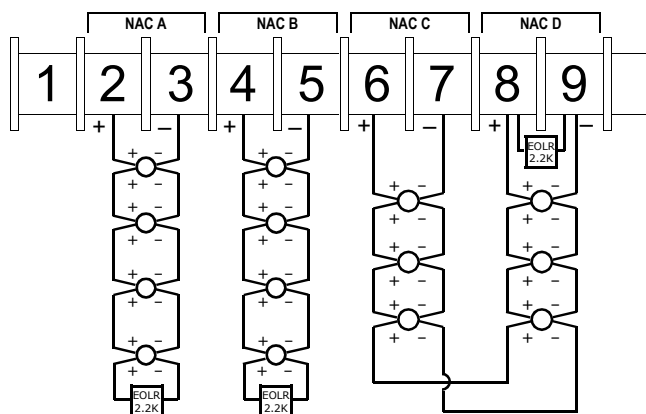 NAC A NAC B NAC C NAC D
1 2 3 4 5 6 7 8 9
+ − + − + − + −
EOLR
2.2K
+ − + −
+ − + −
+ − + −
+ − + − + − + −
+ − + − + − + −
+ − + − + − + −
+ − + − + − + −
+ − + − + − + −
+ − + − + − + −
+ − + −
+ − + −
EOLR EOLR
2.2K 2.2K